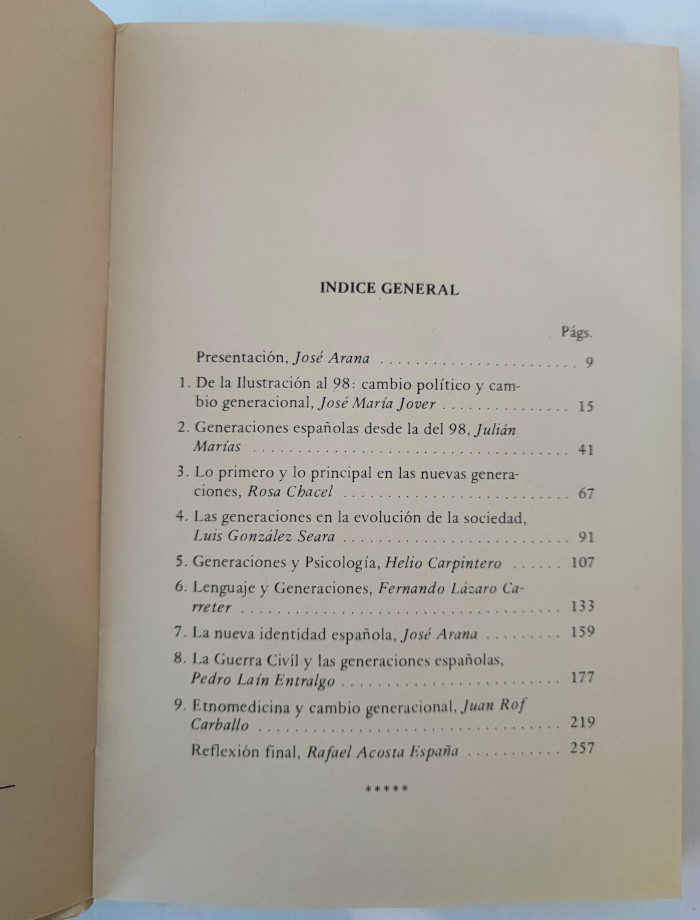 INDICE GENERAL
Págs.
Presentación, José Arana ....................... 9
1. De la Ilustración al 98: cambio político y cam-
bio generacional, José María Jover ............... 15
2. Generaciones españolas desde la del 98, Julián
Marías .................................... 41
3. Lo primero y lo principal en las nuevas genera-
ciones, Rosa Chacel .......................... 67
4. Las generaciones en la evolución de la sociedad,
Luis González Seara .......................... 91
5. Generaciones y Psicología, Helio Carpintero ...... 107
6. Lenguaje y Generaciones, Fernando Lázaro Ca-
rreter ..................................... 133
7. La nueva identidad española, José Arana ......... 159
8. La Guerra Civil y las generaciones españolas,
Pedro Laín Entralgo .......................... 177
9. Etnomedicina y cambio generacional, Juan Rof
Carballo ................................... 219
Reflexión final, Rafael Acosta España ........... 257
*****